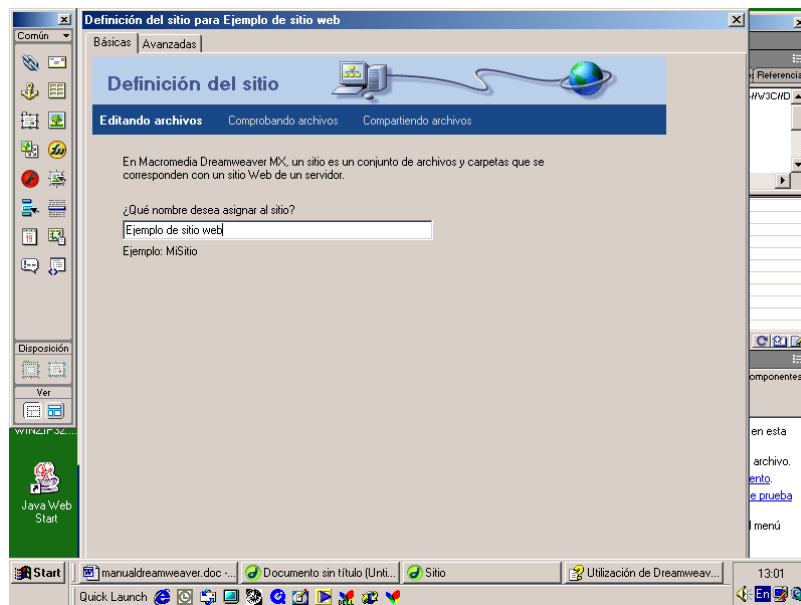 Definición del sitio para Ejemplo de sitio web
Común
Básicas
Avanzadas
Definición del sitio
Referencia
Editando archivos
Comprobando archivos
Compartiendo archivos
En Macromedia Dreamweaver MX, un sitio es un conjunto de archivos y carpetas que se
corresponden con un sitio Web de un servidor.
¿Qué nombre desea asignar al sitio?
Ejemplo de sitio web
Ejemplo: MiSitio
Disposición
Ver
omponentes
en esta
archivo.
ento.
e prueba
l menú
Java Web
Start
Start
manualdreamweaver.doc -...
Documento sin título (Unti...
Sitio
Utilización de Dreamweav...
13:01
Quick Launch
En